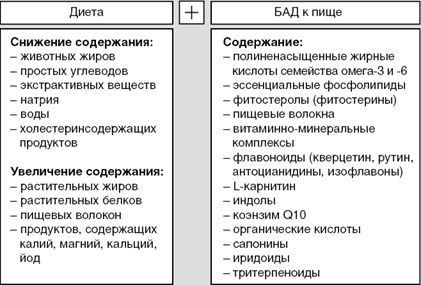 Диета
+
БАД к пище
Снижение содержания:
– животных жиров
– простых углеводов
– экстрактивных веществ
– натрия
– воды
– холестеринсодержащих
продуктов
Увеличение содержания:
– растительных жиров
– растительных белков
– пищевых волокон
– продуктов, содержащих
калий, магний, кальций,
йод
Содержание:
– полиненасыщенные жирные
кислоты семейства омега-3 и -6
– эссенциальные фосфолипиды
– фитостеролы (фитостерины)
– пищевые волокна
– витаминно-минеральные
комплексы
– флавоноиды (кверцетин, рутин,
антоцианидины, изофлавоны)
– L-карнитин
– индолы
– коэнзим Q10
– органические кислоты
– сапонины
– иридоиды
– тритерпеноиды